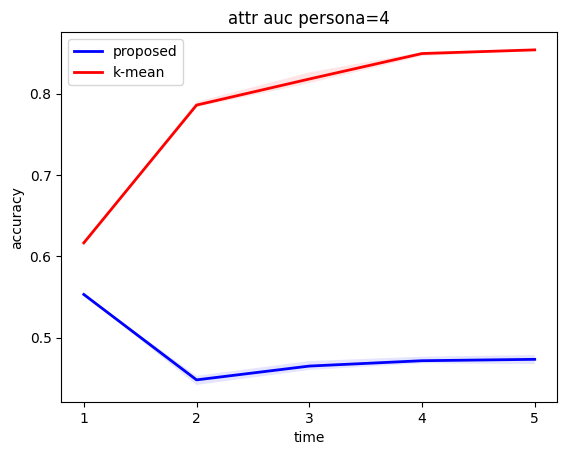 attr auc persona=4
proposed
k-mean
accuracy
0.8
0.7
0.6
0.5
1 2 3 4 5
time